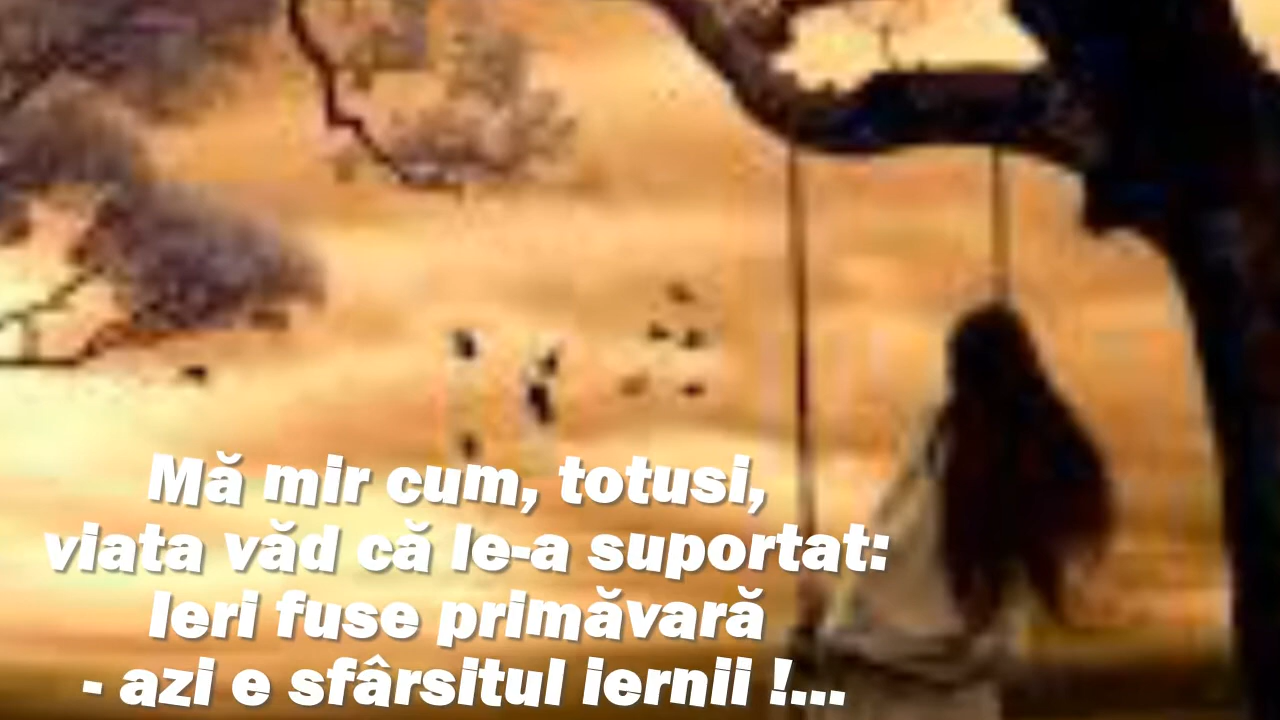 Mă mir cum, totusi,
viata văd că le-a suportat:
Ieri fuse primăvară
- azi e sfârsitul iernii !...